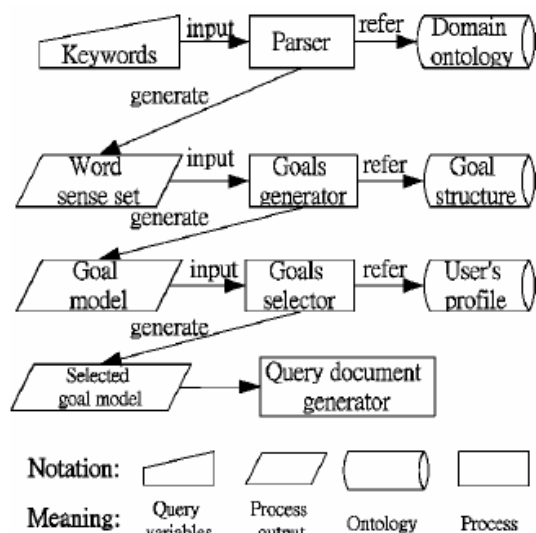 Keywords input Parser refer Domain ontology
generate
Word sense set input Goals generator refer Goal structure
generate
Goal model input Goals selector refer User's profile
generate
Selected goal model Query document generator
Notation:
Meaning: Query variables Process output Ontology Process